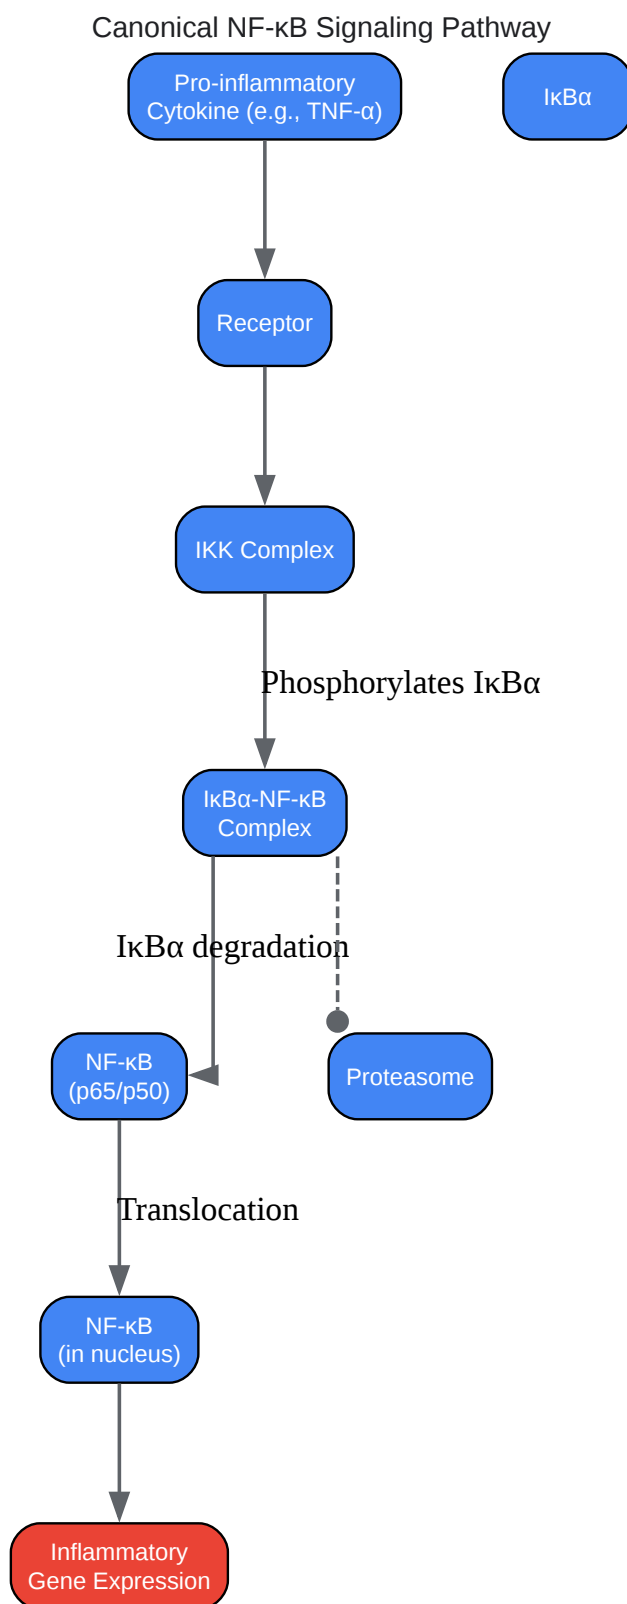 Canonical NF-κB Signaling Pathway
Pro-inflammatory
Cytokine (e.g., TNF-α)
IκBα
Receptor
IKK Complex
Phosphorylates IκBα
IκBα-NF-κB
Complex
IκBα degradation
NF-κB
(p65/p50)
Proteasome
Translocation
NF-κB
(in nucleus)
Inflammatory
Gene Expression